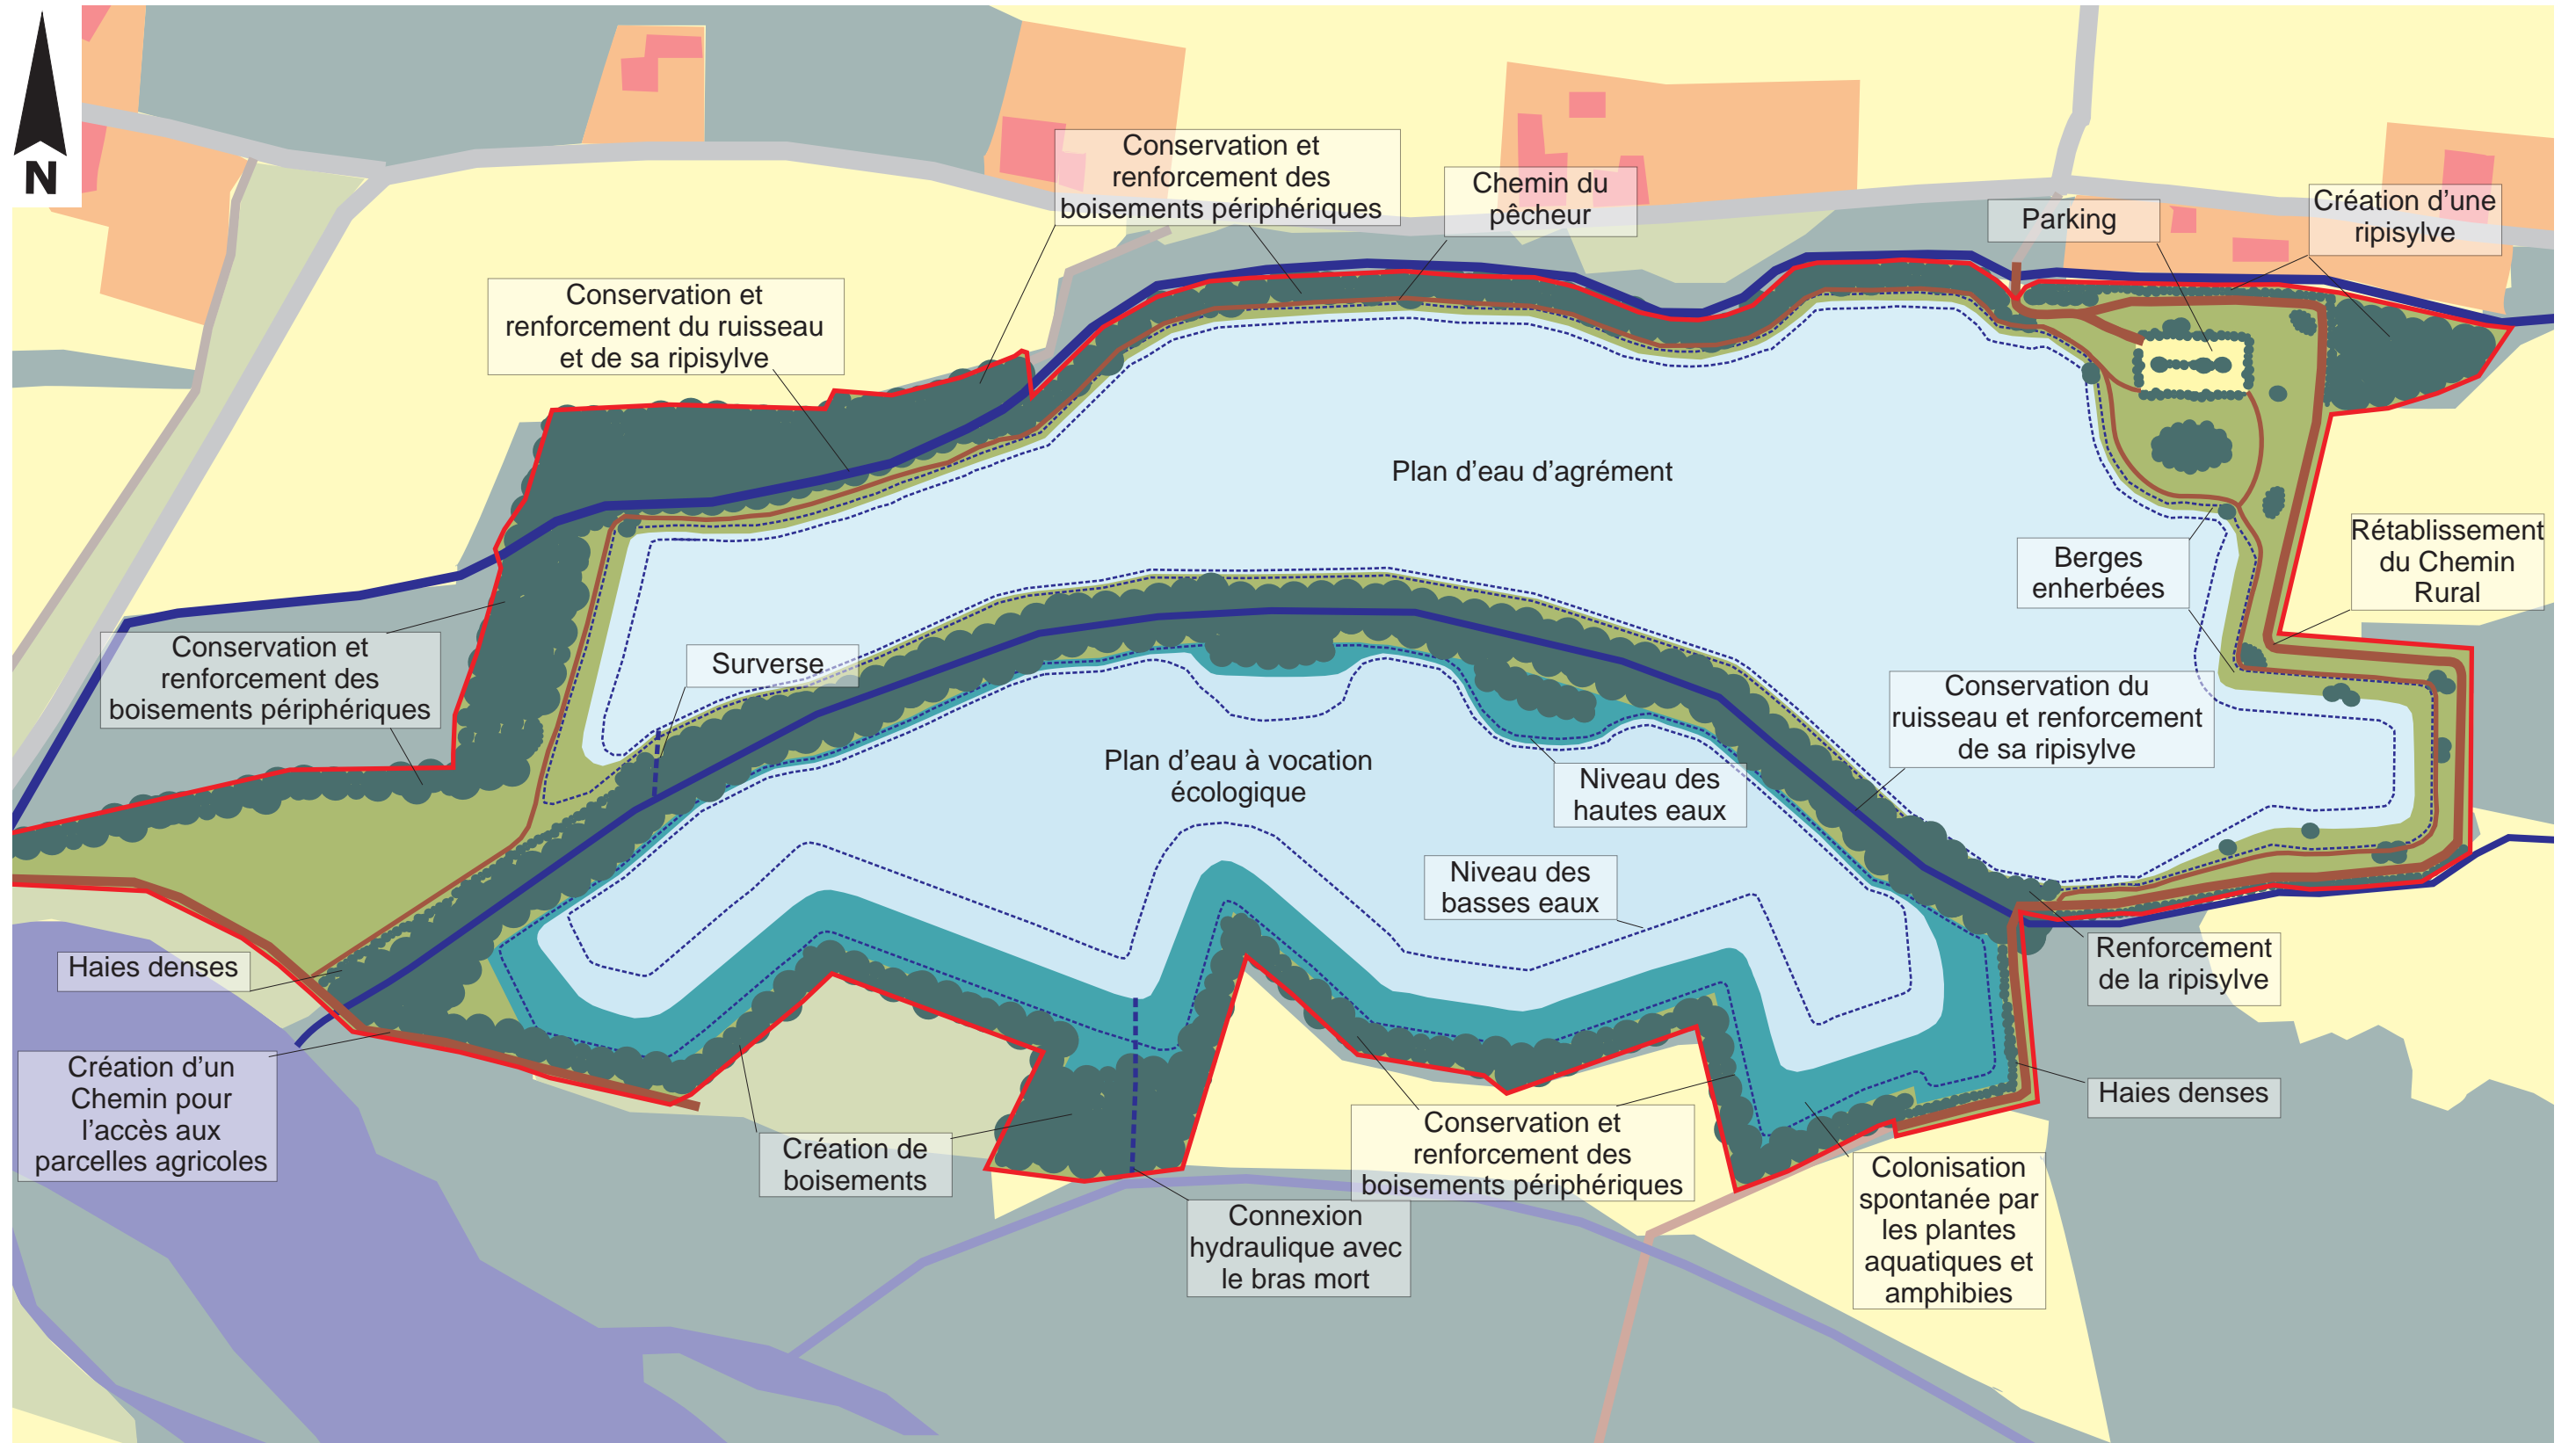 N
Conservation et
renforcement des
boisements périphériques
Chemin du
pêcheur
Parking
Création d'une
ripisylve
Conservation et
renforcement du ruisseau
et de sa ripisylve
Plan d'eau d'agrément
Berges
enherbées
Rétablissement
du Chemin
Rural
Conservation et
renforcement des
boisements périphériques
Surverse
Conservation du
ruisseau et renforcement
de sa ripisylve
Plan d'eau à vocation
écologique
Niveau des
hautes eaux
Niveau des
basses eaux
Haies denses
Renforcement
de la ripisylve
Création d'un
Chemin pour
l'accès aux
parcelles agricoles
Haies denses
Création de
boisements
Conservation et
renforcement des
boisements périphériques
Colonisation
spontanée par
les plantes
aquatiques et
amphibies
Connexion
hydraulique avec
le bras mort